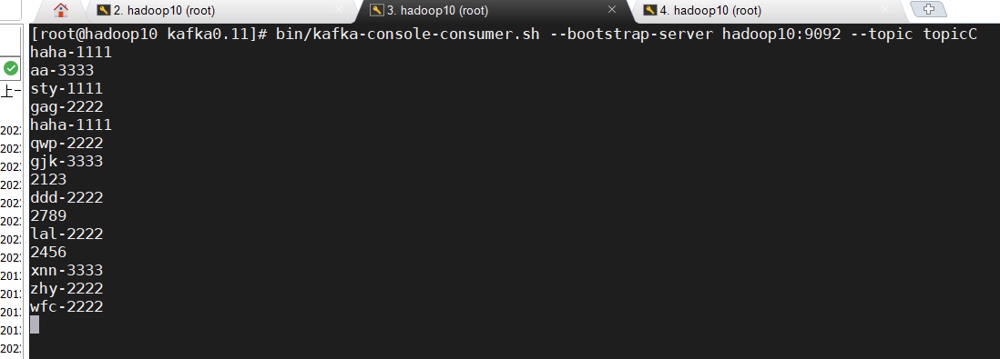 2. hadoop10 (root)
3. hadoop10 (root)
4. hadoop10 (root)
[root@hadoop10 kafka0.11]# bin/kafka-console-consumer.sh --bootstrap-server hadoop10:9092 --topic topicC
haha-1111
aa-3333
sty-1111
gag-2222
haha-1111
qwp-2222
gjk-3333
2123
ddd-2222
2789
lal-2222
2456
xnn-3333
zhy-2222
wfc-2222
上
202
202
202
202
202
202
202
202
201
201
201
201
202